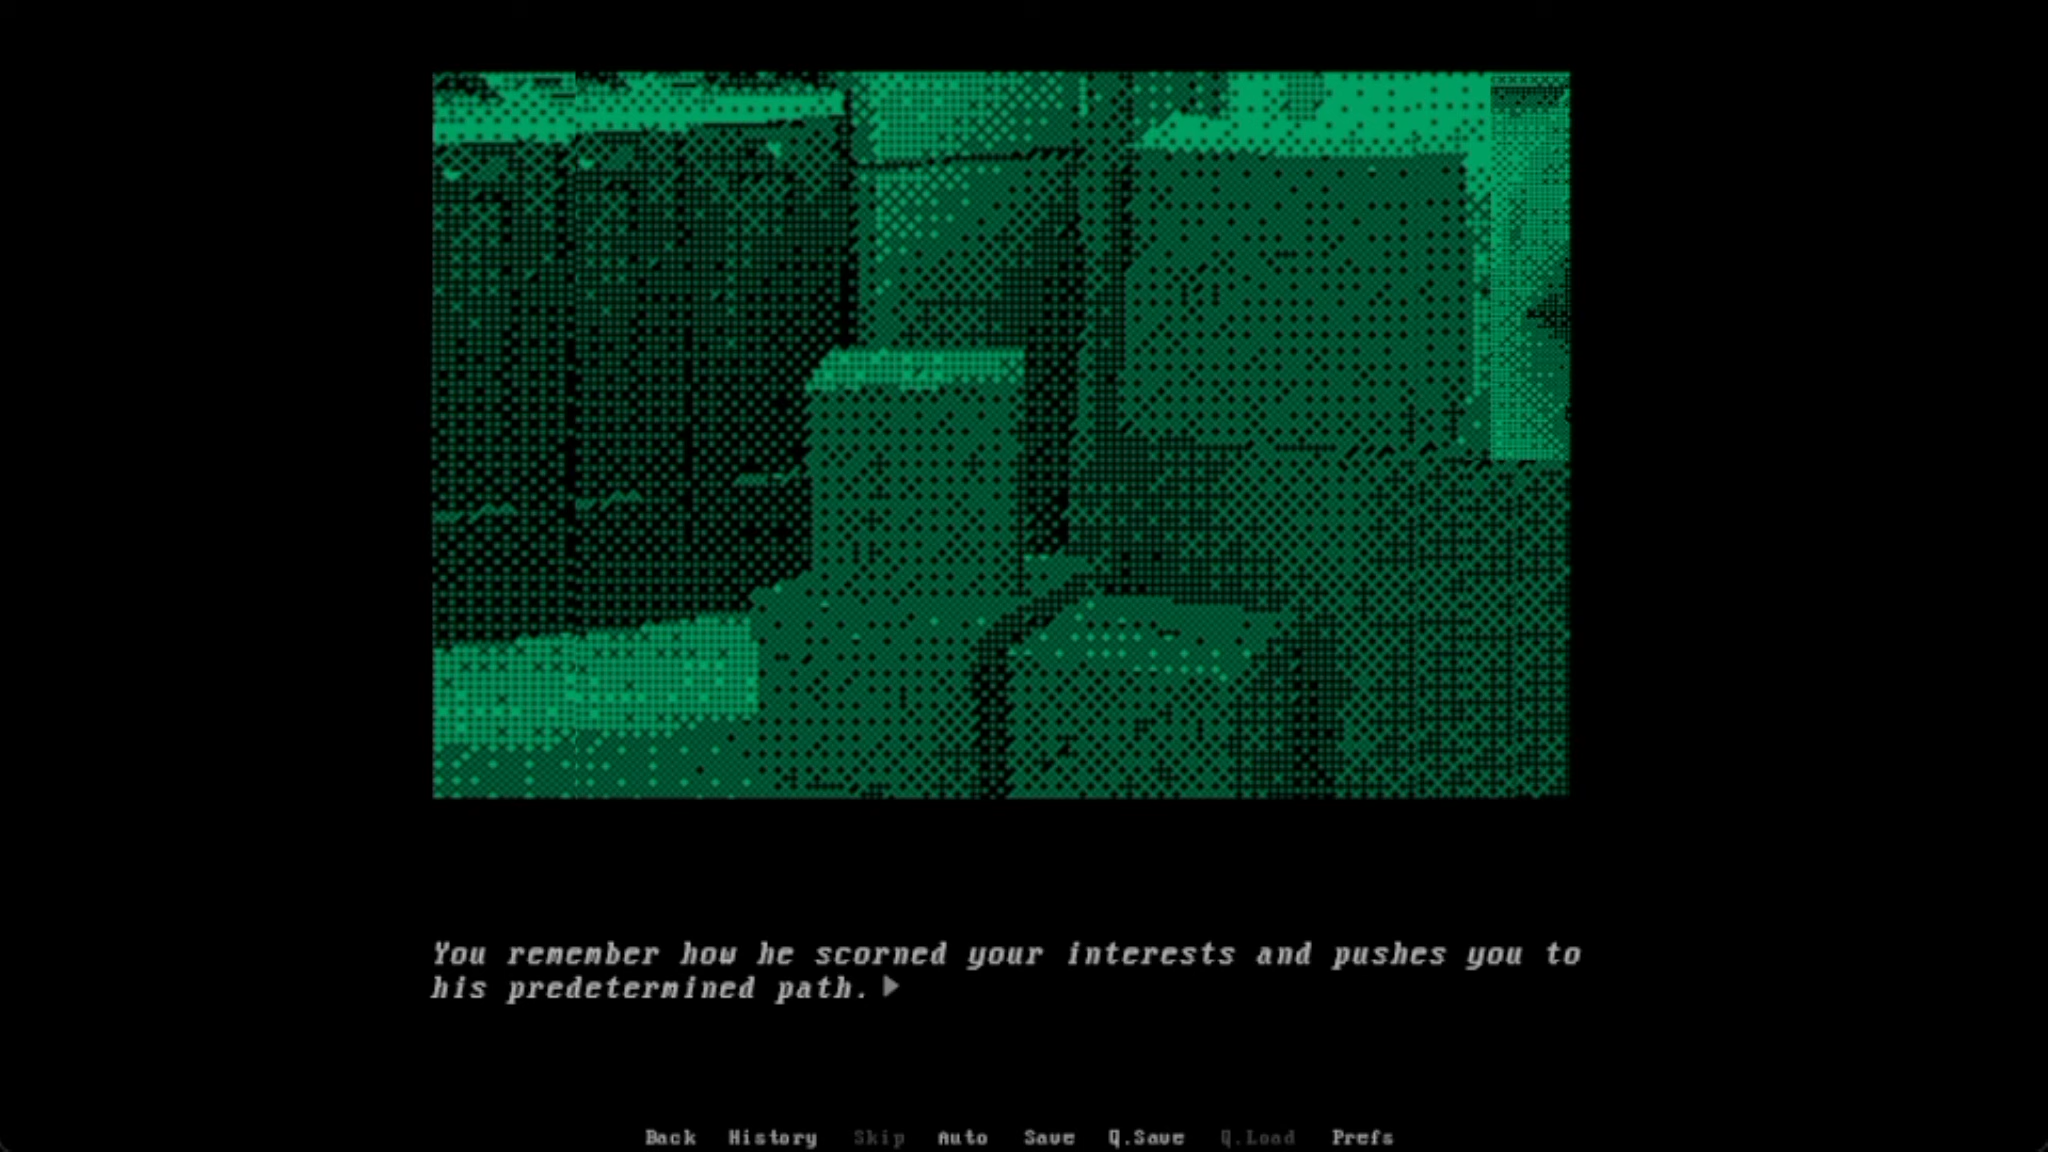 You remember how he scorned your interests and pushes you to
his predetermined path.
Back History Skip Auto Save Q.Save Q.Load Prefs